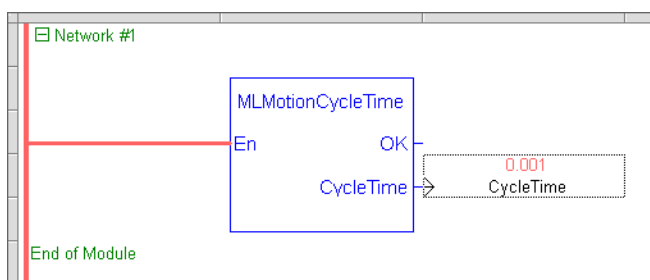 Network #1
MLMotionCycleTime
En OK
0.001
CycleTime CycleTime
End of Module